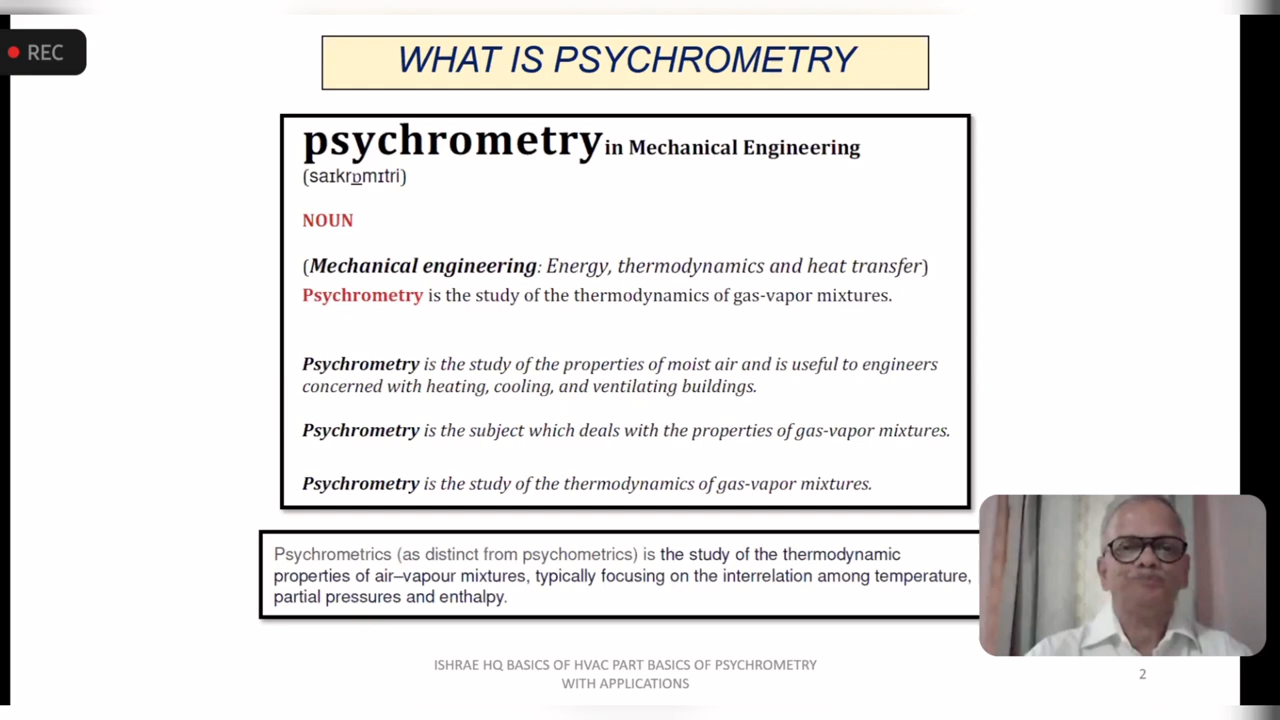 REC
WHAT IS PSYCHROMETRY
psychrometry in Mechanical Engineering
(saɪkrɒmɪtri)
NOUN
(Mechanical engineering: Energy, thermodynamics and heat transfer)
Psychrometry is the study of the thermodynamics of gas-vapor mixtures.
Psychrometry is the study of the properties of moist air and is useful to engineers
concerned with heating, cooling, and ventilating buildings.
Psychrometry is the subject which deals with the properties of gas-vapor mixtures.
Psychrometry is the study of the thermodynamics of gas-vapor mixtures.
Psychrometrics (as distinct from psychometrics) is the study of the thermodynamic
properties of air–vapour mixtures, typically focusing on the interrelation among temperature,
partial pressures and enthalpy.
ISHRAE HQ BASICS OF HVAC PART BASICS OF PSYCHROMETRY
WITH APPLICATIONS
2